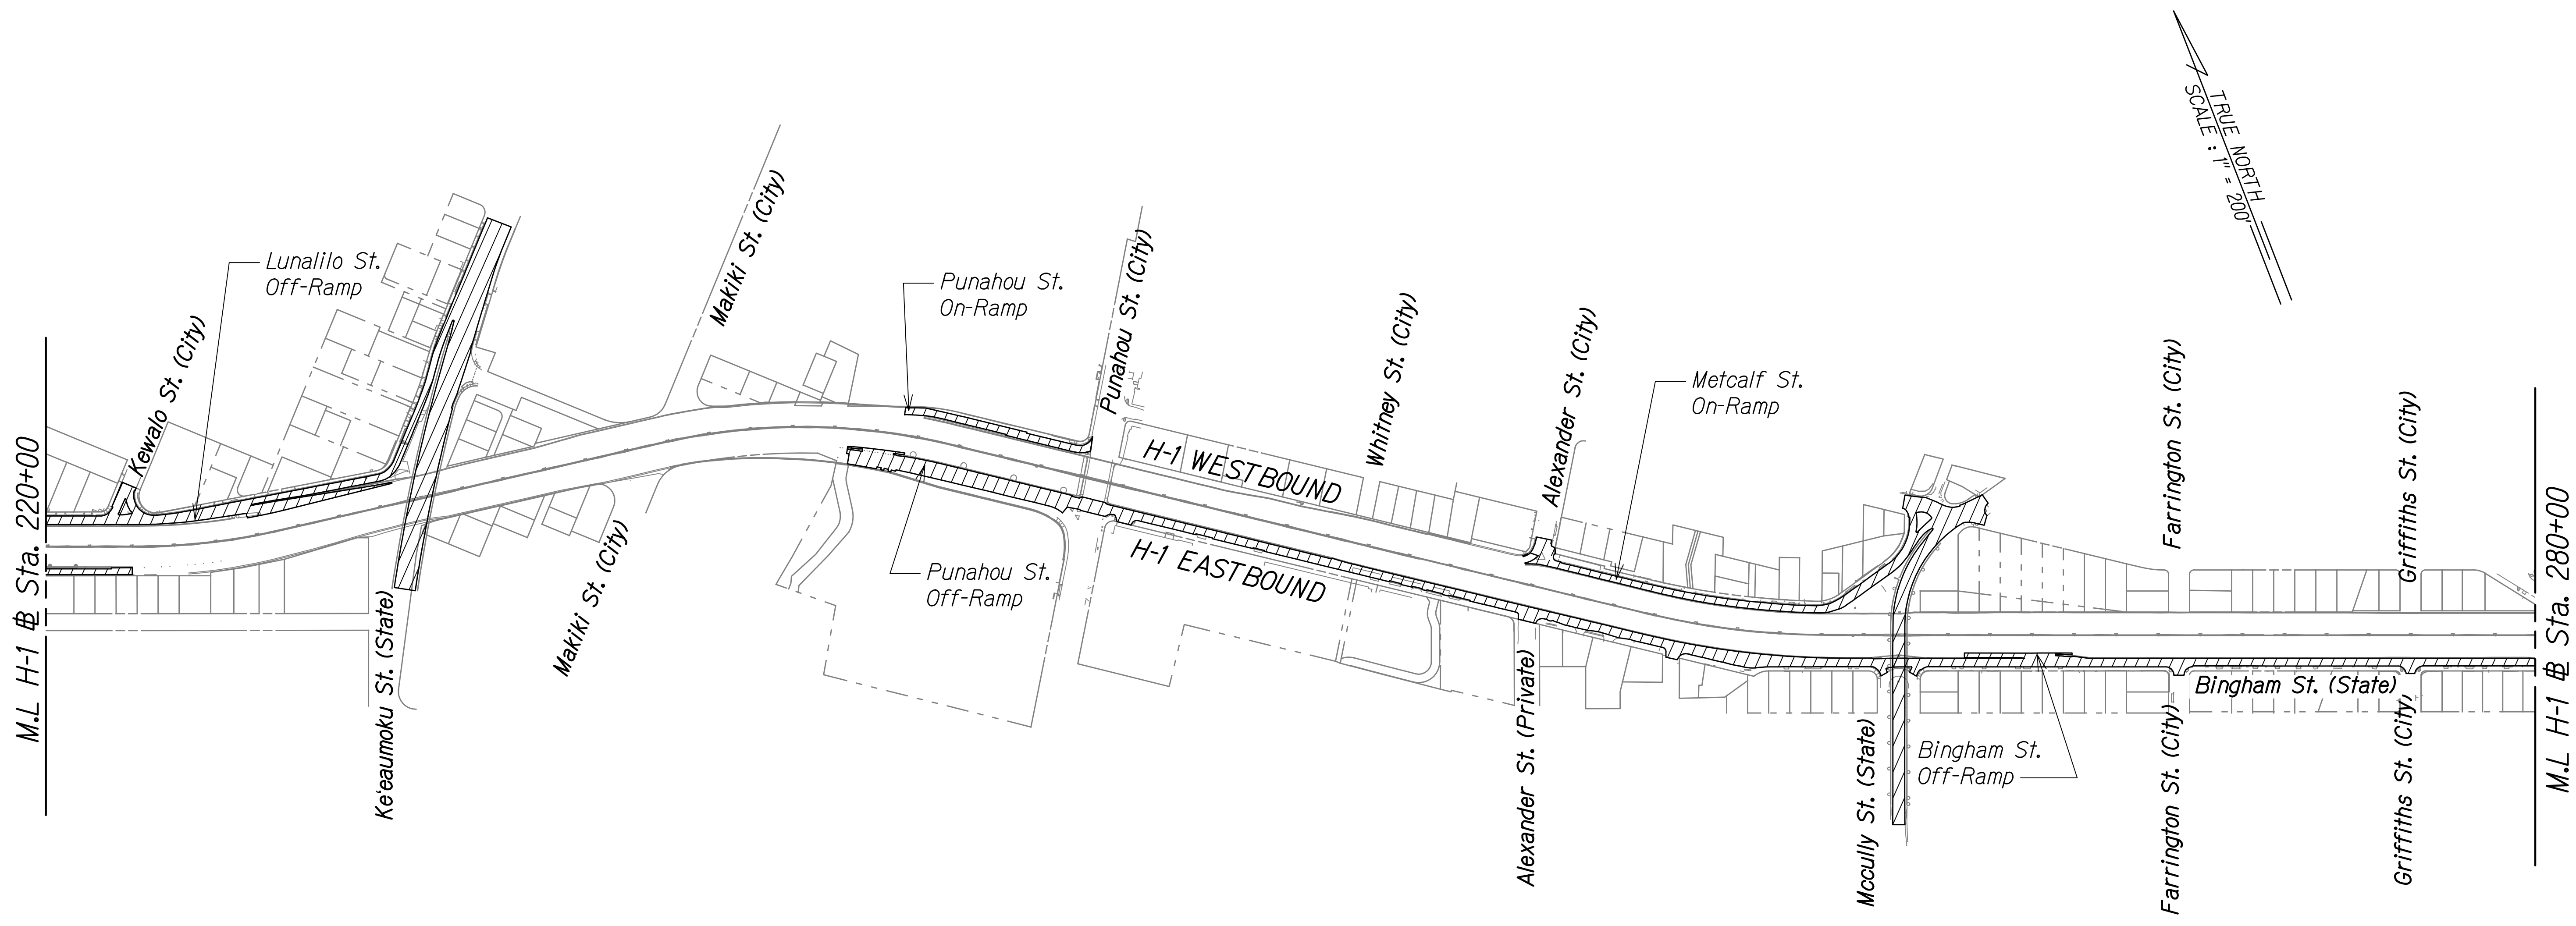 TRUE NORTH
SCALE : 1" = 200'
M.L H-1 ℄ Sta. 220+00
Kewalo St. (City)
Lunalilo St.
Off-Ramp
Ke'eaumoku St. (State)
Makiki St. (City)
Makiki St. (City)
Punahou St.
On-Ramp
Punahou St.
Off-Ramp
Punahou St. (City)
H-1 WESTBOUND
H-1 EASTBOUND
Whitney St. (City)
Alexander St. (City)
Alexander St. (Private)
Metcalf St.
On-Ramp
Mccully St. (State)
Bingham St.
Off-Ramp
Farrington St. (City)
Farrington St. (City)
Bingham St. (State)
Griffiths St. (City)
Griffiths St. (City)
M.L H-1 ℄ Sta. 280+00